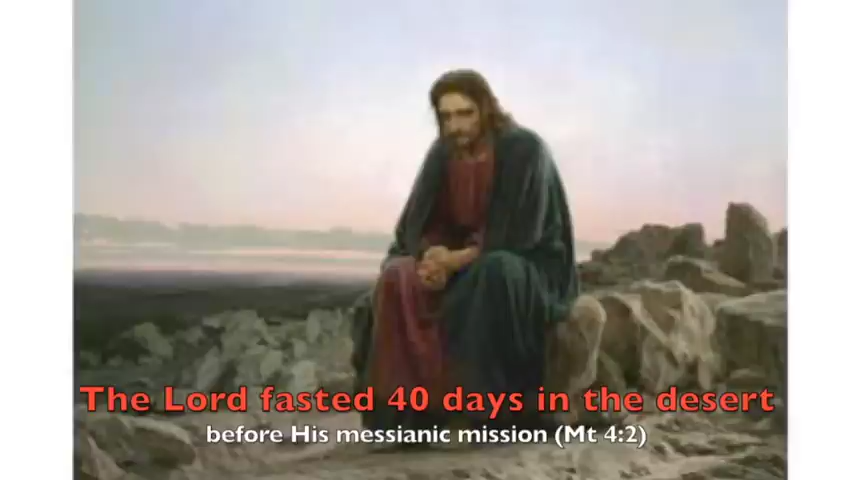 The Lord fasted 40 days in the desert
before His messianic mission (Mt 4:2)